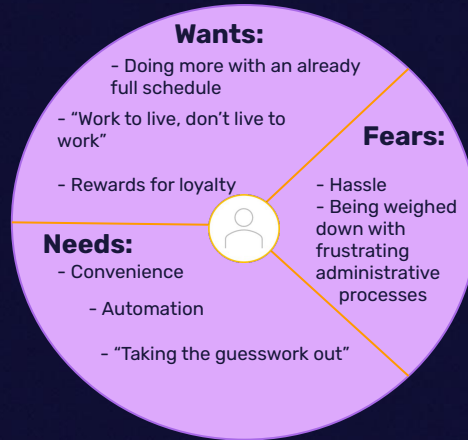 Wants:
- Doing more with an already
full schedule
- “Work to live, don’t live to
work”
- Rewards for loyalty
Fears:
- Hassle
- Being weighed
down with
frustrating
administrative
processes
Needs:
- Convenience
- Automation
- “Taking the guesswork out”